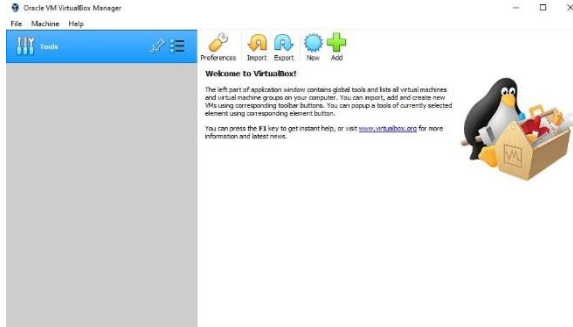 Oracle VM VirtualBox Manager
File Machine Help
Tools
Preferences Import Export New Add
Welcome to VirtualBox!
The left part of application window contains global tools and lists all virtual machines
and virtual machine groups on your computer. You can import, add and create new
VMs using corresponding toolbar buttons. You can popup a tools of currently selected
element using corresponding element button.
You can press the F1 key to get instant help, or visit www.virtualbox.org for more
information and latest news.
VM